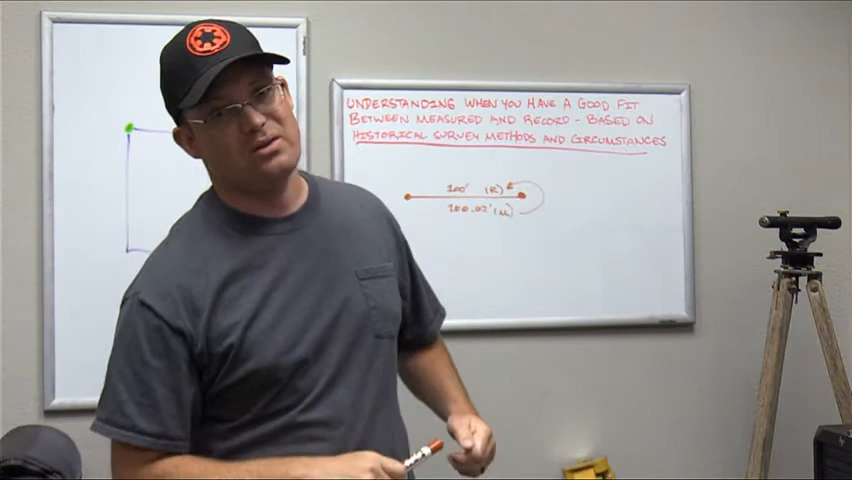 UNDERSTANDING WHEN YOU HAVE A GOOD FIT
BETWEEN MEASURED AND RECORD - BASED ON
HISTORICAL SURVEY METHODS AND CIRCUMSTANCES
100' (R)
100.02' (M)